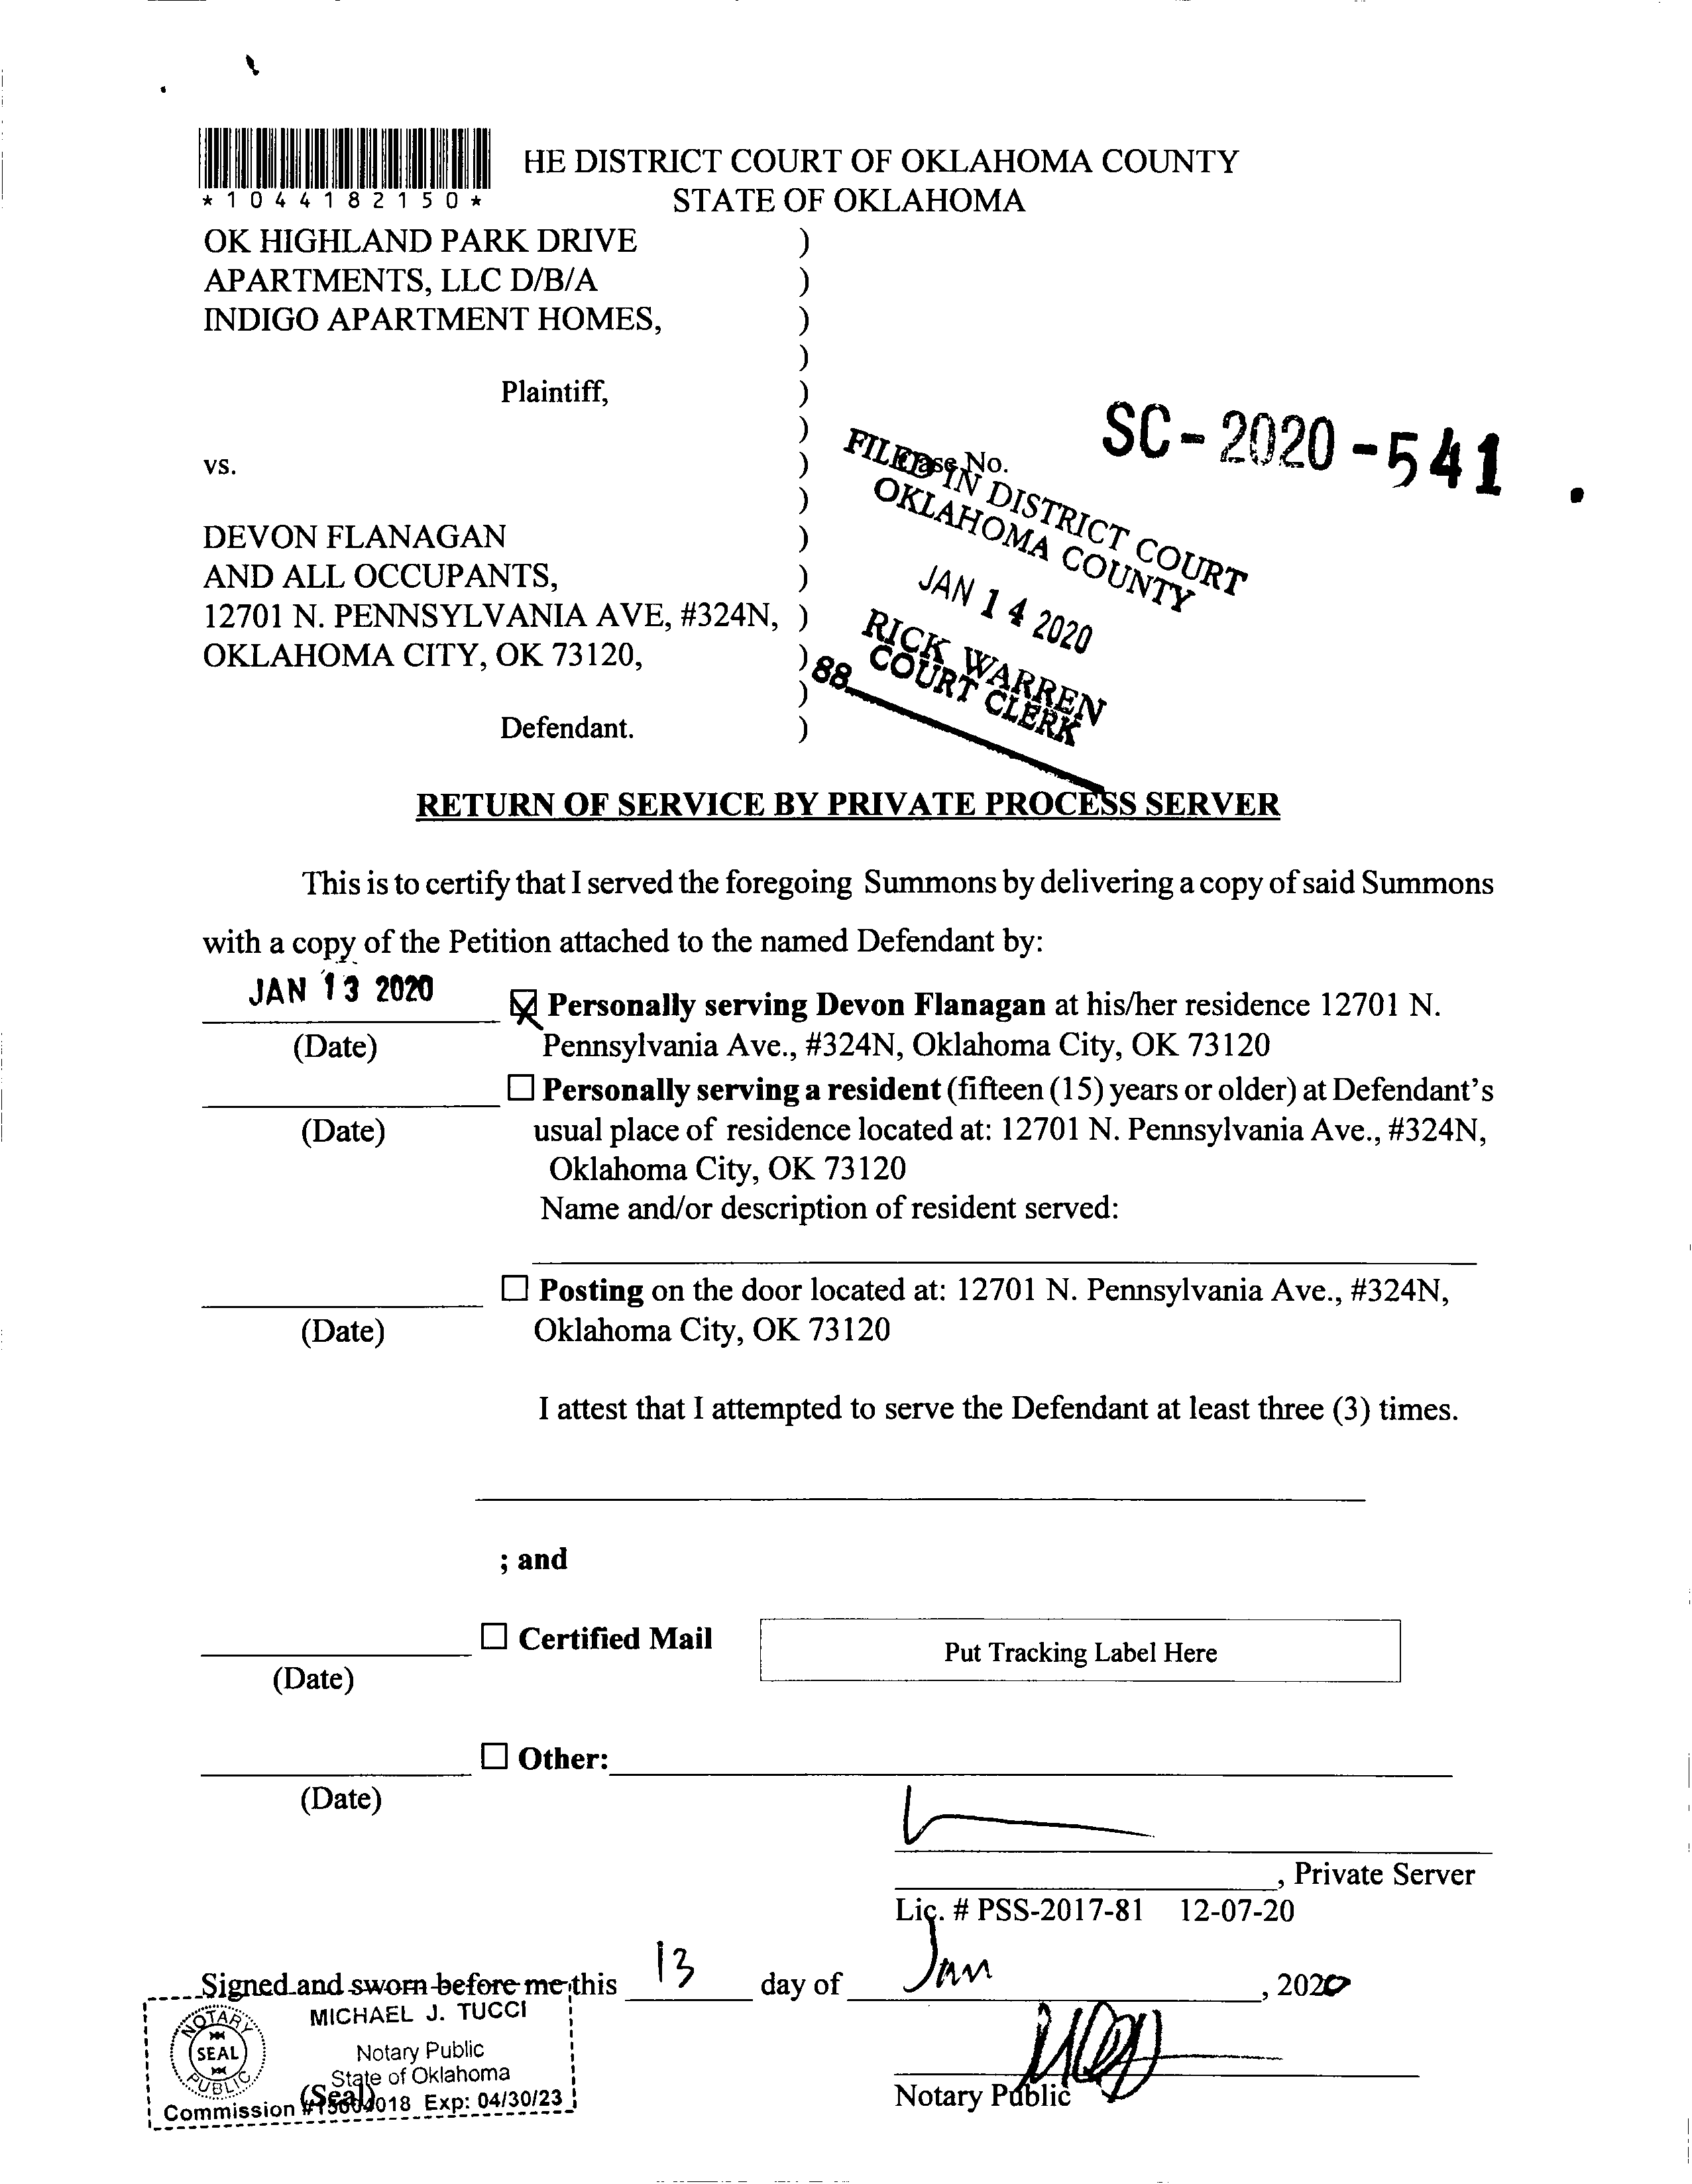 HE DISTRICT COURT OF OKLAHOMA COUNTY
*1044182150*
STATE OF OKLAHOMA
OK HIGHLAND PARK DRIVE )
APARTMENTS, LLC D/B/A )
INDIGO APARTMENT HOMES, )
)
Plaintiff, )
)
vs. ) Case No. SC-2020-541
)
DEVON FLANAGAN )
AND ALL OCCUPANTS, )
12701 N. PENNSYLVANIA AVE, #324N, )
OKLAHOMA CITY, OK 73120, )
)
Defendant. )
FILED IN DISTRICT COURT
OKLAHOMA COUNTY
JAN 14 2020
RICK WARREN
COURT CLERK
88
RETURN OF SERVICE BY PRIVATE PROCESS SERVER
This is to certify that I served the foregoing Summons by delivering a copy of said Summons
with a copy of the Petition attached to the named Defendant by:
JAN 13 2020
Personally serving Devon Flanagan at his/her residence 12701 N.
(Date) Pennsylvania Ave., #324N, Oklahoma City, OK 73120
Personally serving a resident (fifteen (15) years or older) at Defendant's
(Date) usual place of residence located at: 12701 N. Pennsylvania Ave., #324N,
Oklahoma City, OK 73120
Name and/or description of resident served:
Posting on the door located at: 12701 N. Pennsylvania Ave., #324N,
(Date) Oklahoma City, OK 73120
I attest that I attempted to serve the Defendant at least three (3) times.
; and
Certified Mail Put Tracking Label Here
(Date)
Other:
(Date)
, Private Server
Lic. # PSS-2017-81 12-07-20
Signed and sworn before me this 13 day of Jan, 2020
MICHAEL J. TUCCI
NOTARY PUBLIC SEAL
Notary Public
State of Oklahoma
(Seal)
Commission 4018 Exp: 04/30/23
Notary Public